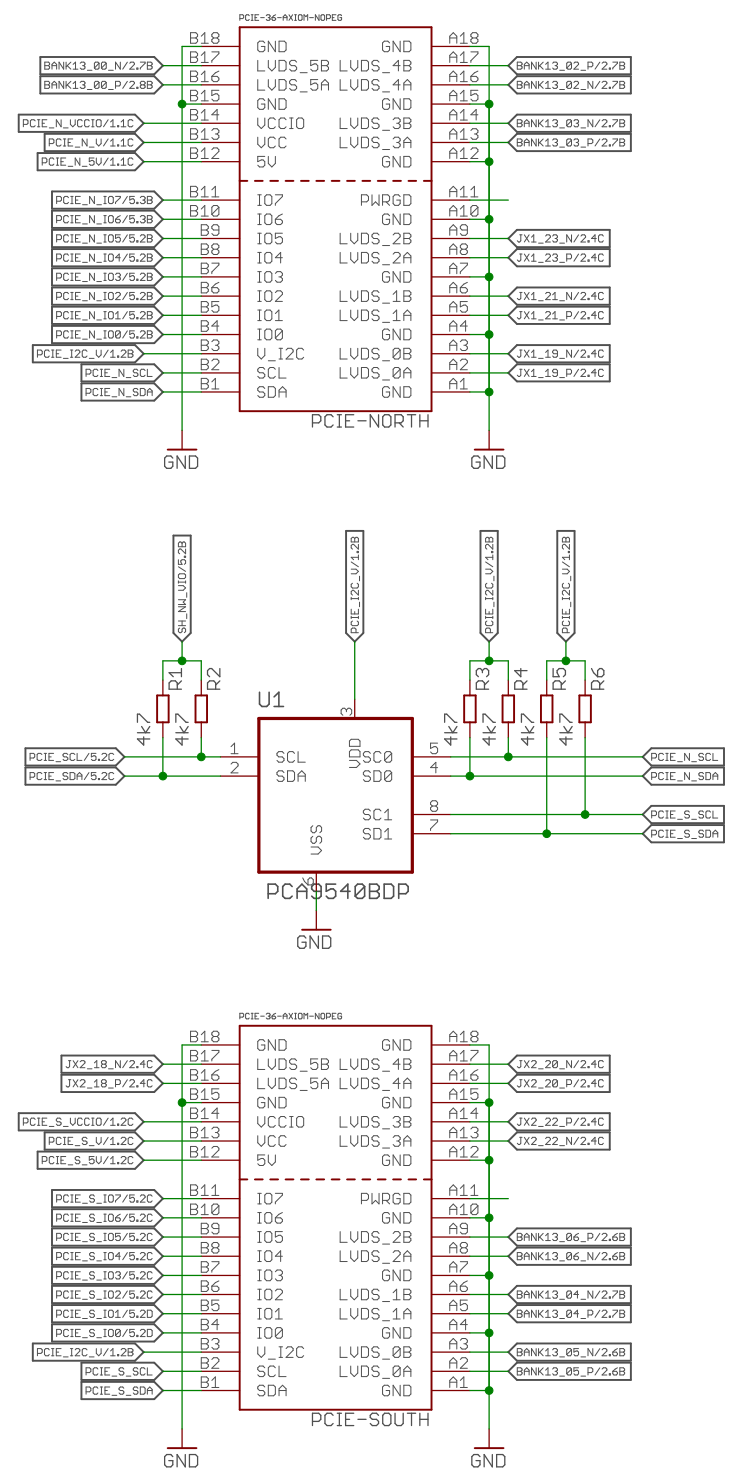 PCIE-36-AXIOM-NOPEG
B18 GND GND A18
BANK13_00_N/2.7B B17 LVDS_5B LVDS_4B A17 BANK13_02_P/2.7B
BANK13_00_P/2.8B B16 LVDS_5A LVDS_4A A16 BANK13_02_N/2.7B
B15 GND GND A15
PCIE_N_VCCIO/1.1C B14 VCCIO LVDS_3B A14 BANK13_03_N/2.7B
PCIE_N_V/1.1C B13 VCC LVDS_3A A13 BANK13_03_P/2.7B
PCIE_N_5V/1.1C B12 5V GND A12
PCIE_N_IO7/5.3B B11 IO7 PWRGD A11
PCIE_N_IO6/5.3B B10 IO6 GND A10
PCIE_N_IO5/5.2B B9 IO5 LVDS_2B A9 JX1_23_N/2.4C
PCIE_N_IO4/5.2B B8 IO4 LVDS_2A A8 JX1_23_P/2.4C
PCIE_N_IO3/5.2B B7 IO3 GND A7
PCIE_N_IO2/5.2B B6 IO2 LVDS_1B A6 JX1_21_N/2.4C
PCIE_N_IO1/5.2B B5 IO1 LVDS_1A A5 JX1_21_P/2.4C
PCIE_N_IO0/5.2B B4 IO0 GND A4
PCIE_I2C_V/1.2B B3 V_I2C LVDS_0B A3 JX1_19_N/2.4C
PCIE_N_SCL B2 SCL LVDS_0A A2 JX1_19_P/2.4C
PCIE_N_SDA B1 SDA GND A1
PCIE-NORTH
GND GND
SH_NW_VIO/5.2B PCIE_I2C_V/1.2B PCIE_I2C_V/1.2B PCIE_I2C_V/1.2B
R1 R2 R3 R4 R5 R6
4k7 4k7 4k7 4k7 4k7 4k7
U1
3
VDD
PCIE_SCL/5.2C 1 SCL SC0 5 PCIE_N_SCL
PCIE_SDA/5.2C 2 SDA SD0 4 PCIE_N_SDA
SC1 8 PCIE_S_SCL
SD1 7 PCIE_S_SDA
VSS
6
PCA9540BDP
GND
PCIE-36-AXIOM-NOPEG
B18 GND GND A18
JX2_18_N/2.4C B17 LVDS_5B LVDS_4B A17 JX2_20_N/2.4C
JX2_18_P/2.4C B16 LVDS_5A LVDS_4A A16 JX2_20_P/2.4C
B15 GND GND A15
PCIE_S_VCCIO/1.2C B14 VCCIO LVDS_3B A14 JX2_22_P/2.4C
PCIE_S_V/1.2C B13 VCC LVDS_3A A13 JX2_22_N/2.4C
PCIE_S_5V/1.2C B12 5V GND A12
PCIE_S_IO7/5.2C B11 IO7 PWRGD A11
PCIE_S_IO6/5.2C B10 IO6 GND A10
PCIE_S_IO5/5.2C B9 IO5 LVDS_2B A9 BANK13_06_P/2.6B
PCIE_S_IO4/5.2C B8 IO4 LVDS_2A A8 BANK13_06_N/2.6B
PCIE_S_IO3/5.2C B7 IO3 GND A7
PCIE_S_IO2/5.2C B6 IO2 LVDS_1B A6 BANK13_04_N/2.7B
PCIE_S_IO1/5.2D B5 IO1 LVDS_1A A5 BANK13_04_P/2.7B
PCIE_S_IO0/5.2D B4 IO0 GND A4
PCIE_I2C_V/1.2B B3 V_I2C LVDS_0B A3 BANK13_05_N/2.6B
PCIE_S_SCL B2 SCL LVDS_0A A2 BANK13_05_P/2.6B
PCIE_S_SDA B1 SDA GND A1
PCIE-SOUTH
GND GND